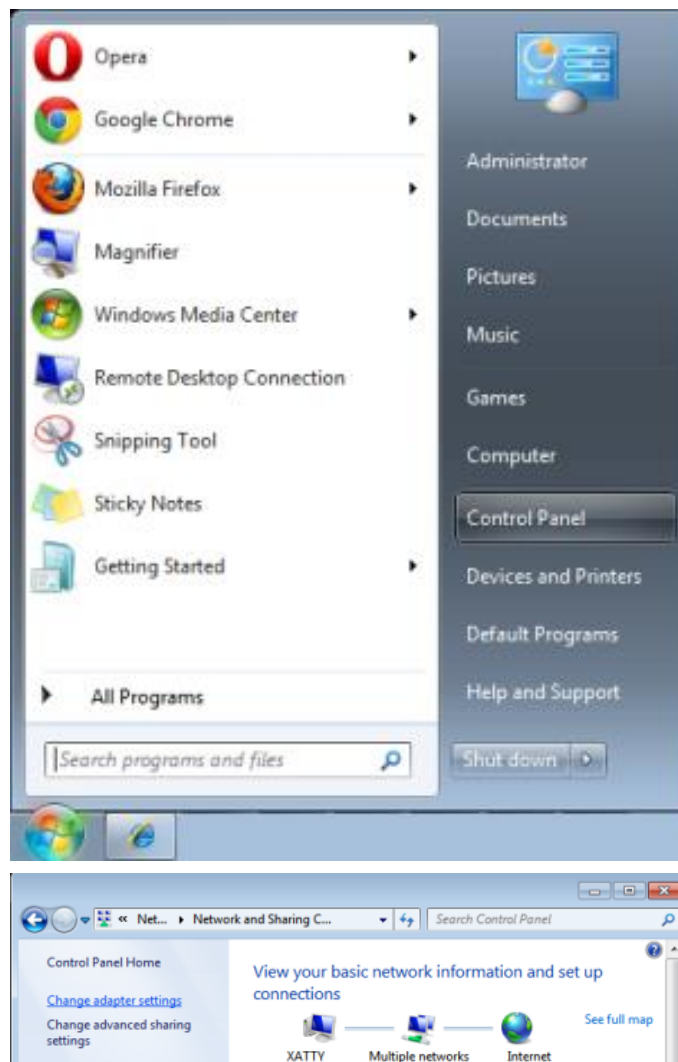 Opera
Google Chrome
Mozilla Firefox
Magnifier
Windows Media Center
Remote Desktop Connection
Snipping Tool
Sticky Notes
Getting Started
All Programs
Search programs and files
Administrator
Documents
Pictures
Music
Games
Computer
Control Panel
Devices and Printers
Default Programs
Help and Support
Shut down
« Net... Network and Sharing C...
Search Control Panel
Control Panel Home
Change adapter settings
Change advanced sharing
settings
View your basic network information and set up
connections
See full map
XATTY Multiple networks Internet